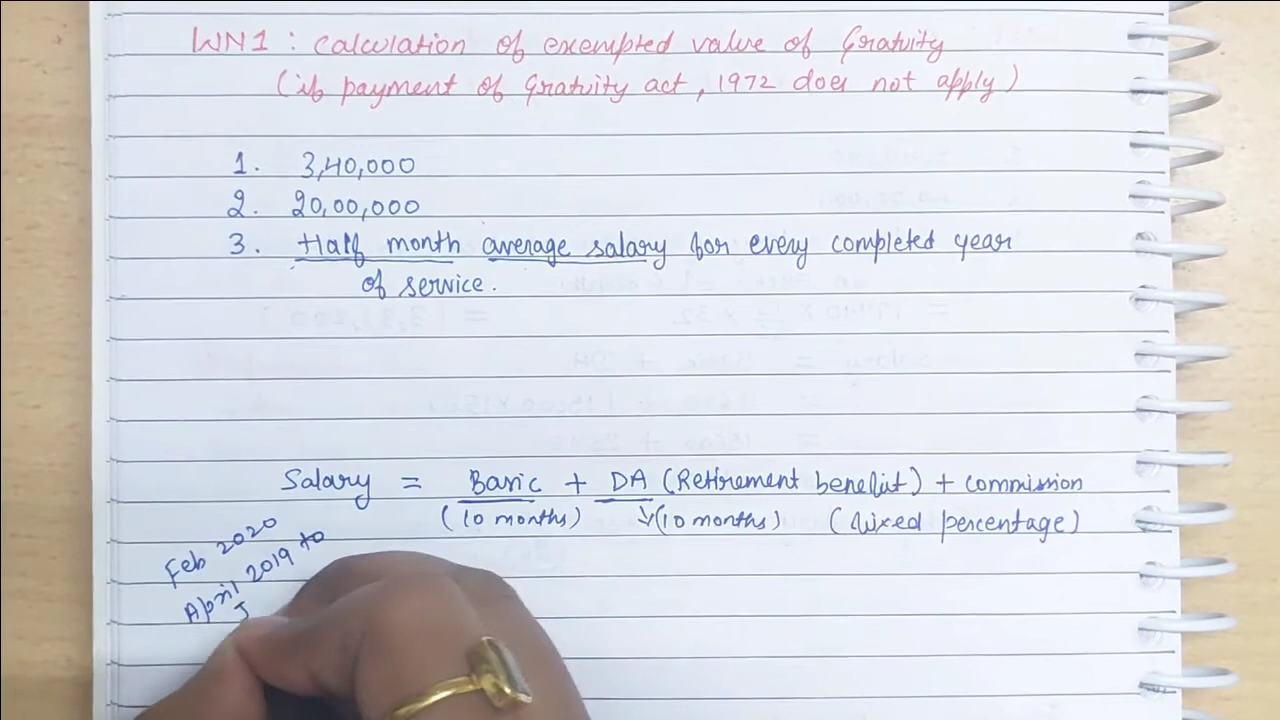 WN1 : Calculation of exempted value of Gratuity
(if payment of Gratuity act, 1972 does not apply)
1. 3,40,000
2. 20,00,000
3. Half month average salary for every completed year
of service.
Salary = Basic + DA (Retirement benefit) + commission
(10 months) ↓(10 months) (fixed percentage)
Feb 2020
April 2019 to
J